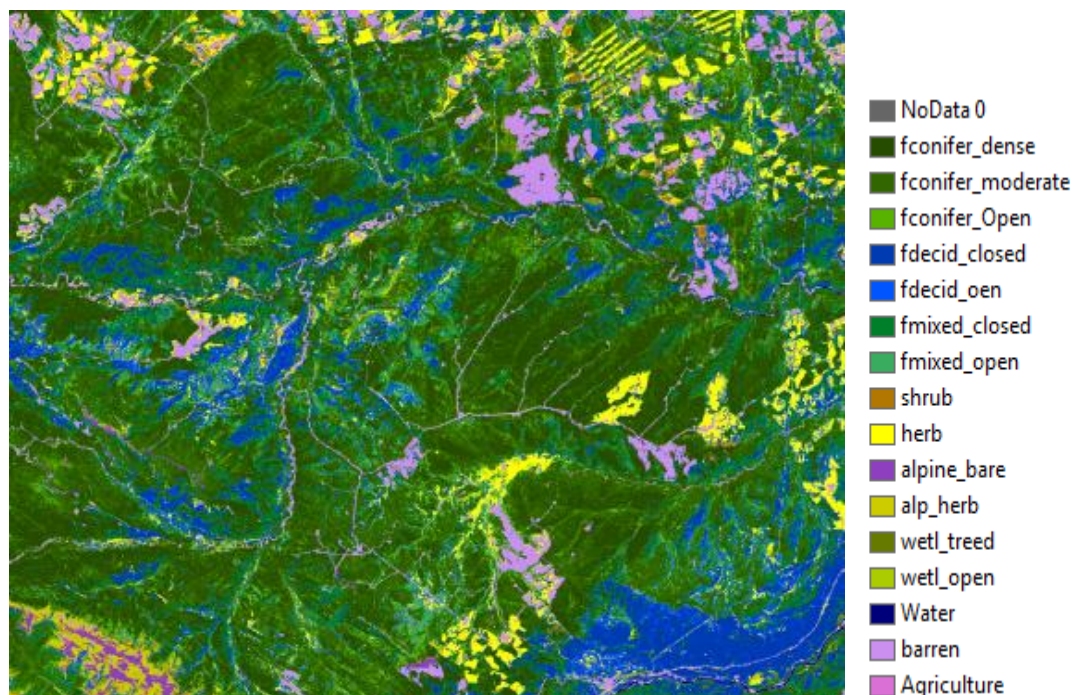 NoData 0
fconifer_dense
fconifer_moderate
fconifer_Open
fdecid_closed
fdecid_oen
fmixed_closed
fmixed_open
shrub
herb
alpine_bare
alp_herb
wetl_treed
wetl_open
Water
barren
Agriculture